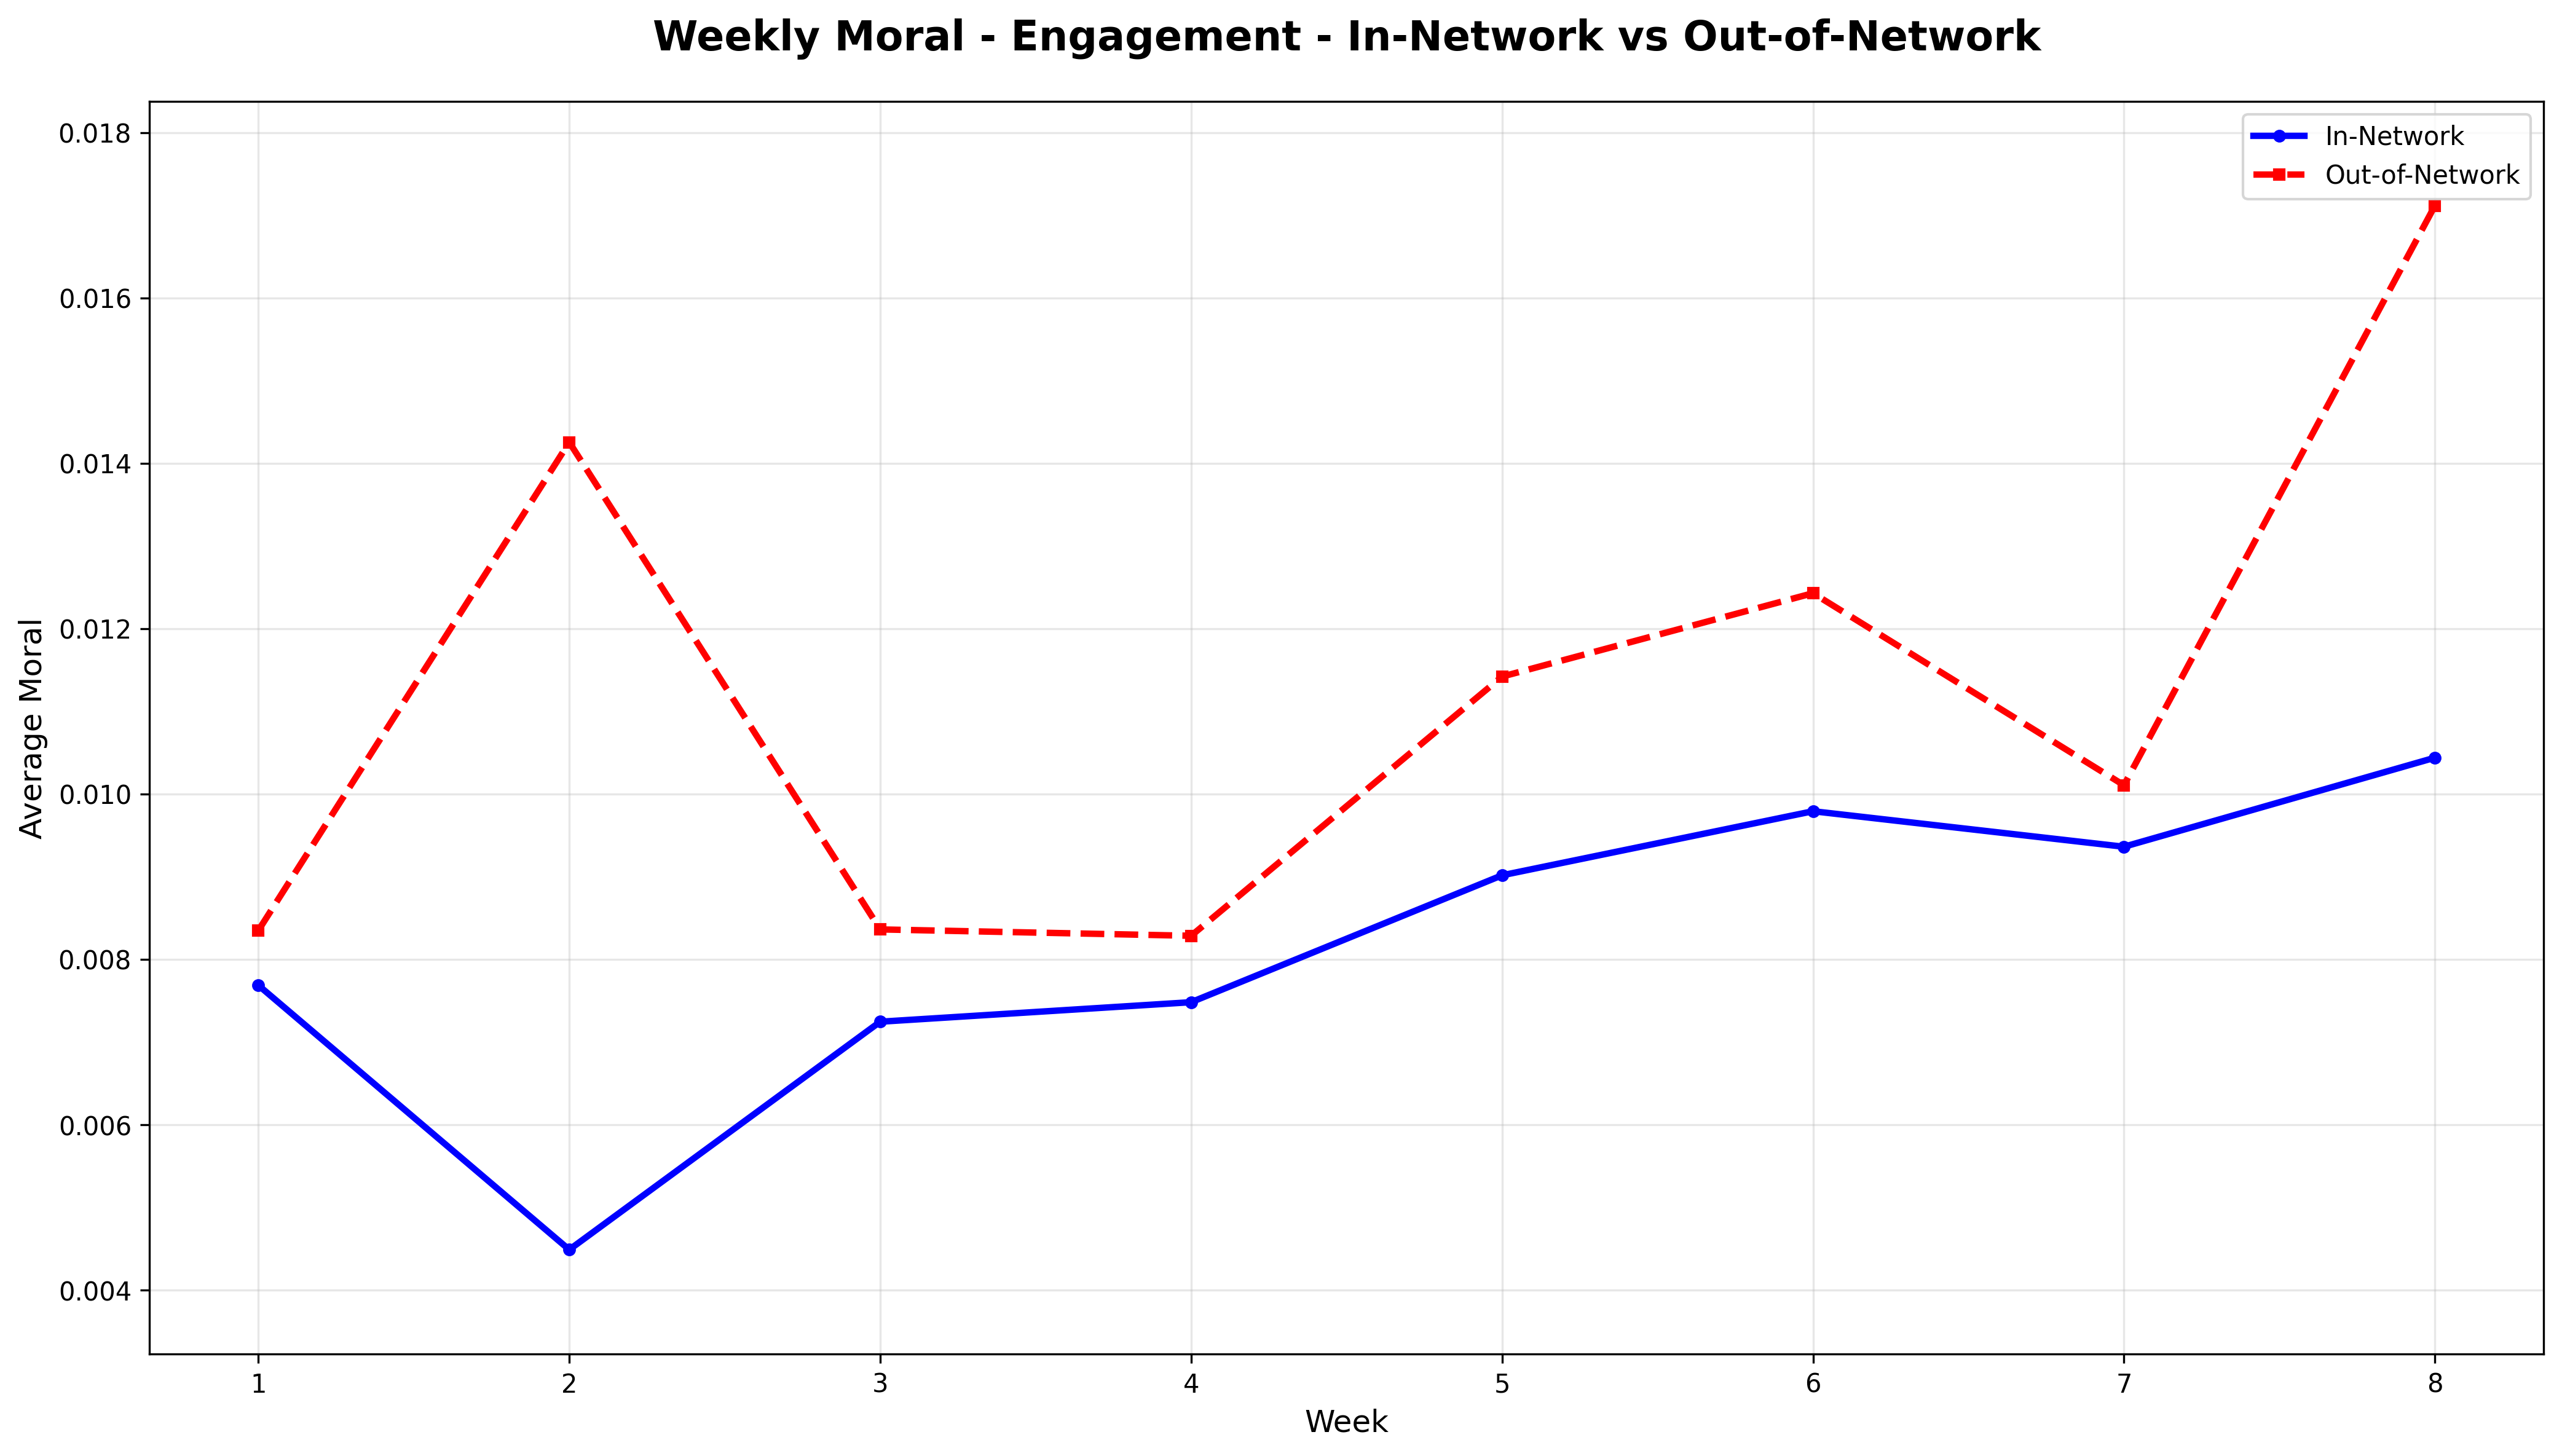 Weekly Moral - Engagement - In-Network vs Out-of-Network
In-Network
Out-of-Network
0.018
0.016
0.014
0.012
0.010
0.008
0.006
0.004
Average Moral
1 2 3 4 5 6 7 8
Week